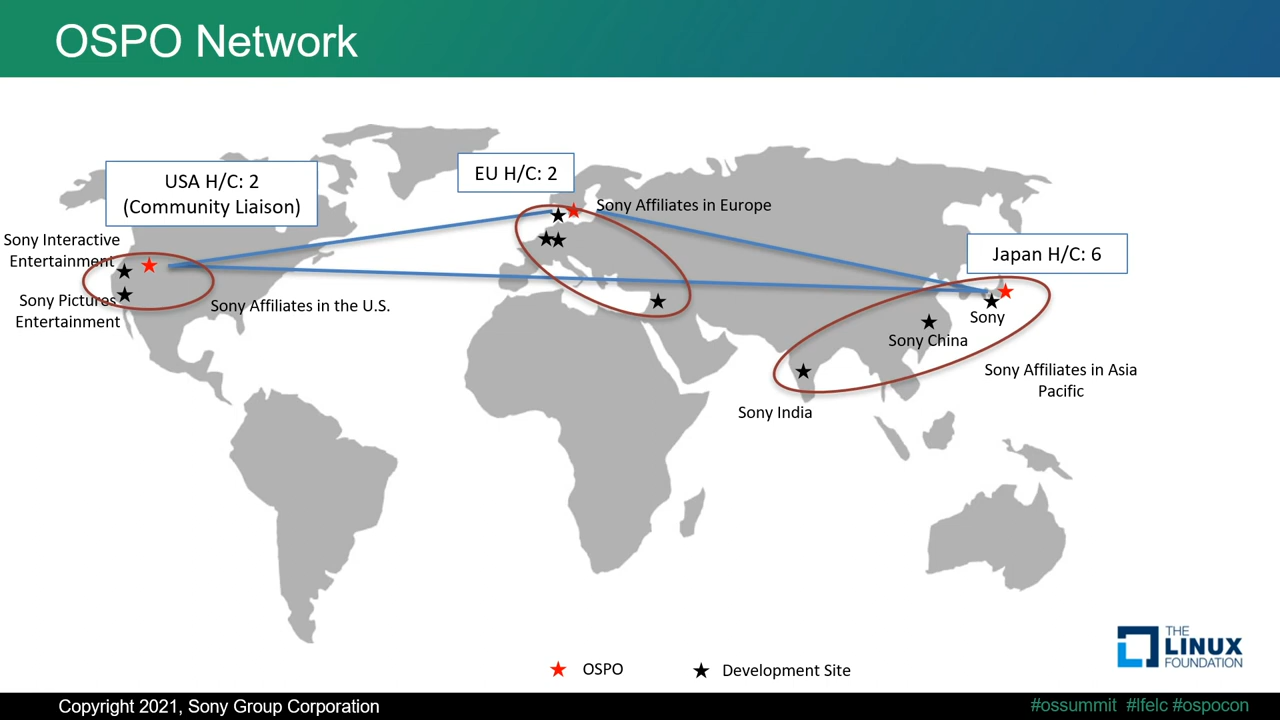 OSPO Network
USA H/C: 2
(Community Liaison)
EU H/C: 2
Sony Affiliates in Europe
Sony Interactive
Entertainment
Japan H/C: 6
Sony Pictures
Entertainment
Sony Affiliates in the U.S.
Sony
Sony China
Sony Affiliates in Asia
Pacific
Sony India
OSPO
Development Site
THE
LINUX
FOUNDATION
Copyright 2021, Sony Group Corporation
#ossummit #lfelc #ospocon